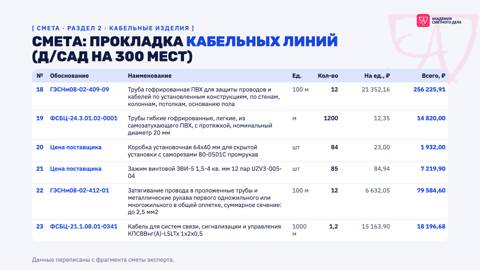 [ СМЕТА · РАЗДЕЛ 2 · КАБЕЛЬНЫЕ ИЗДЕЛИЯ ]
АКАДЕМИЯ
СМЕТНОГО ДЕЛА
СМЕТА: ПРОКЛАДКА КАБЕЛЬНЫХ ЛИНИЙ
(Д/САД НА 300 МЕСТ)
№ Обоснование Наименование Ед. Кол-во На ед., ₽ Всего, ₽
18 ГЭСНм08-02-409-09 Труба гофрированная ПВХ для защиты проводов и 100 м 12 21 352,16 256 225,91
кабелей по установленным конструкциям, по стенам,
колоннам, потолкам, основанию пола
19 ФСБЦ-24.3.01.02-0001 Трубы гибкие гофрированные, легкие, из м 1200 12,35 14 820,00
самозатухающего ПВХ, с протяжкой, номинальный
диаметр 20 мм
20 Цена поставщика Коробка установочная 64х40 мм для скрытой шт 84 23,00 1 932,00
установки с саморезами 80-0501С промрукав
21 Цена поставщика Зажим винтовой ЗВИ-5 1,5-4 кв. мм 12 пар UZV3-005- шт 85 84,94 7 219,90
04
22 ГЭСНм08-02-412-01 Затягивание провода в проложенные трубы и 100 м 12 6 632,05 79 584,60
металлические рукава первого одножильного или
многожильного в общей оплетке, суммарное сечение:
до 2,5 мм2
23 ФСБЦ-21.1.08.01-0341 Кабель для систем связи, сигнализации и управления 1000 1,2 15 163,90 18 196,68
КПСВВнг(А)-LSLTx 1х2х0,5 м
Данные переписаны с фрагмента сметы эксперта.